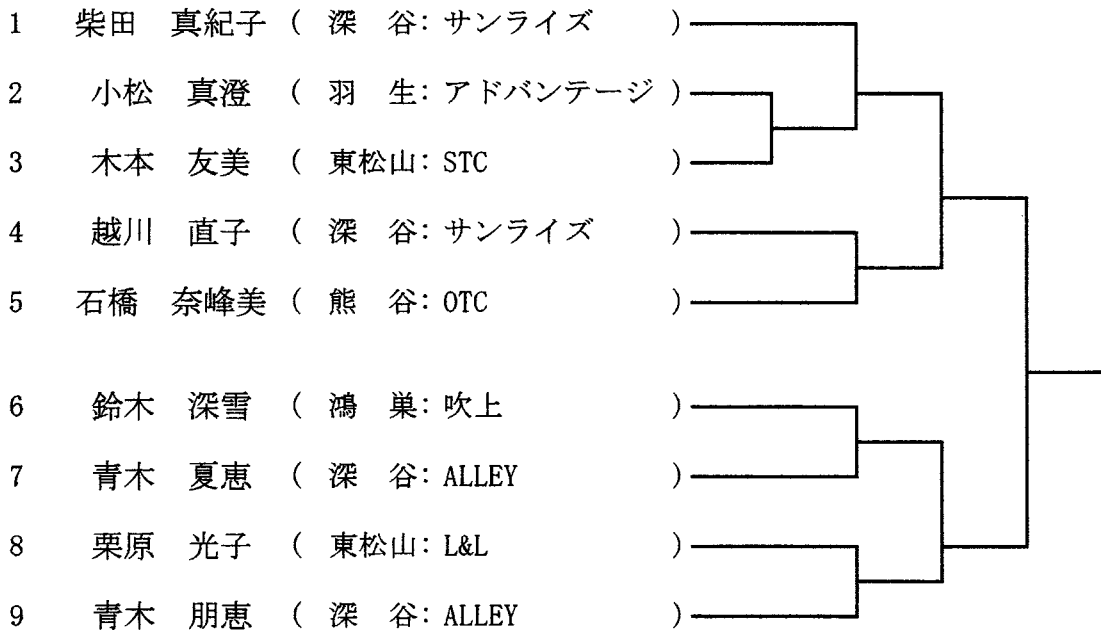 1 柴田 真紀子 ( 深 谷: サンライズ )
2 小松 真澄 ( 羽 生: アドバンテージ )
3 木本 友美 ( 東松山: STC )
4 越川 直子 ( 深 谷: サンライズ )
5 石橋 奈峰美 ( 熊 谷: OTC )
6 鈴木 深雪 ( 鴻 巣: 吹上 )
7 青木 夏恵 ( 深 谷: ALLEY )
8 栗原 光子 ( 東松山: L&L )
9 青木 朋恵 ( 深 谷: ALLEY )